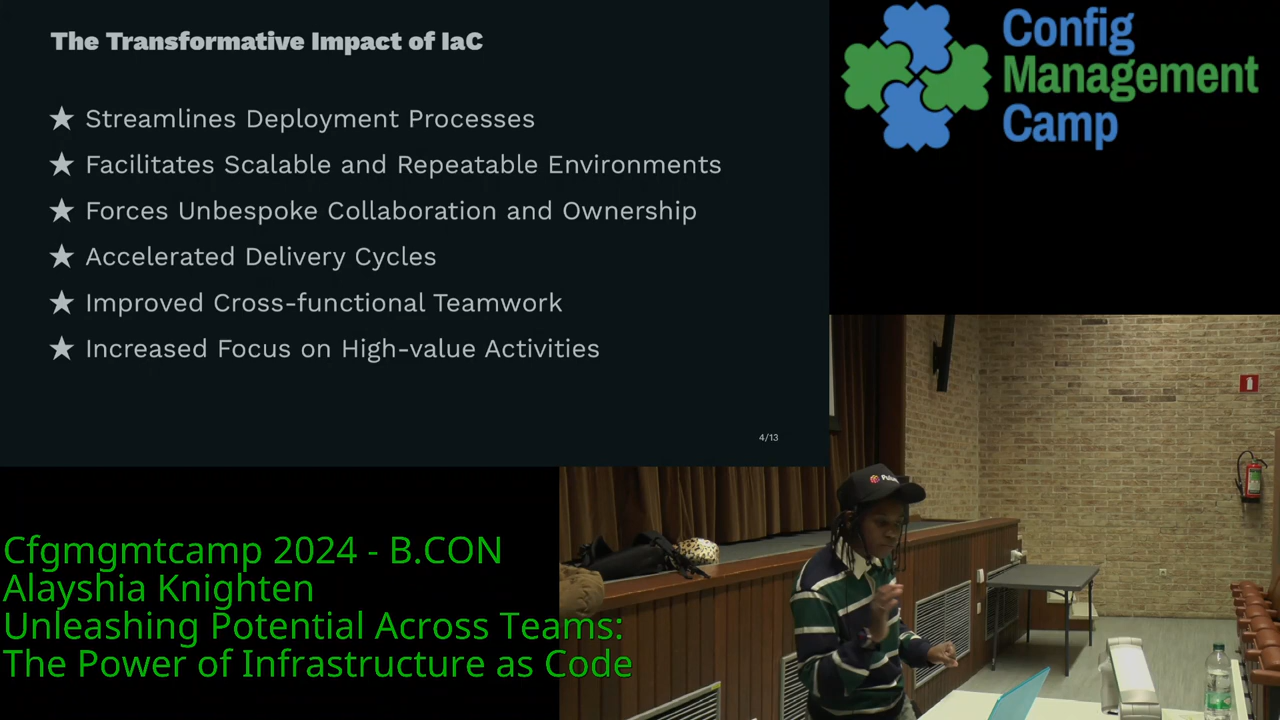 The Transformative Impact of IaC
★ Streamlines Deployment Processes
★ Facilitates Scalable and Repeatable Environments
★ Forces Unbespoke Collaboration and Ownership
★ Accelerated Delivery Cycles
★ Improved Cross-functional Teamwork
★ Increased Focus on High-value Activities
4/13
Config
Management
Camp
Cfgmgmtcamp 2024 - B.CON
Alayshia Knighten
Unleashing Potential Across Teams:
The Power of Infrastructure as Code